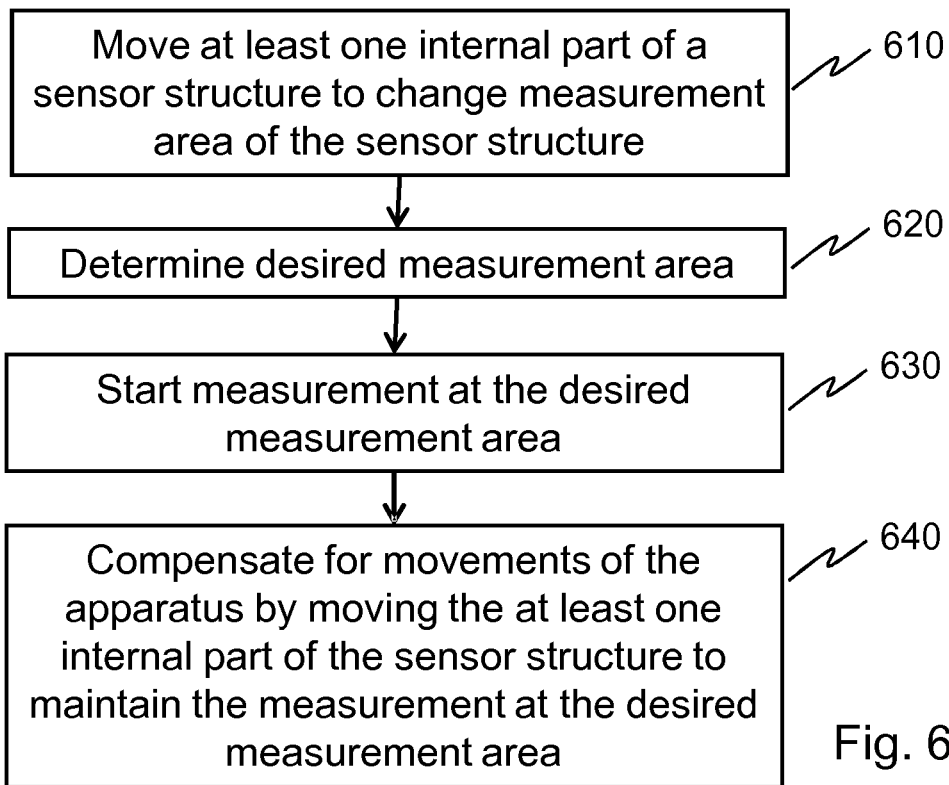 Move at least one internal part of a
sensor structure to change measurement
area of the sensor structure
610
Determine desired measurement area
620
Start measurement at the desired
measurement area
630
Compensate for movements of the
apparatus by moving the at least one
internal part of the sensor structure to
maintain the measurement at the desired
measurement area
640
Fig. 6